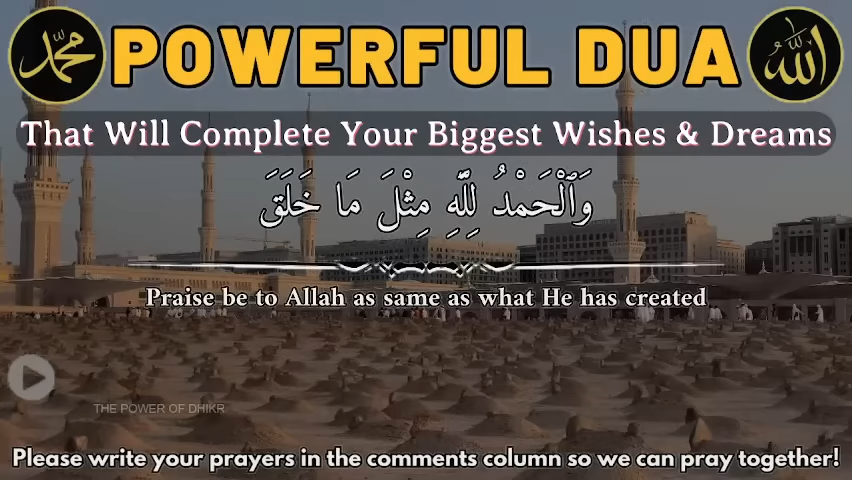 محمد
POWERFUL DUA
الله
That Will Complete Your Biggest Wishes & Dreams
وَٱلْحَمْدُ لِلَّهِ مِثْلَ مَا خَلَقَ
Praise be to Allah as same as what He has created
THE POWER OF DHIKR
Please write your prayers in the comments column so we can pray together!